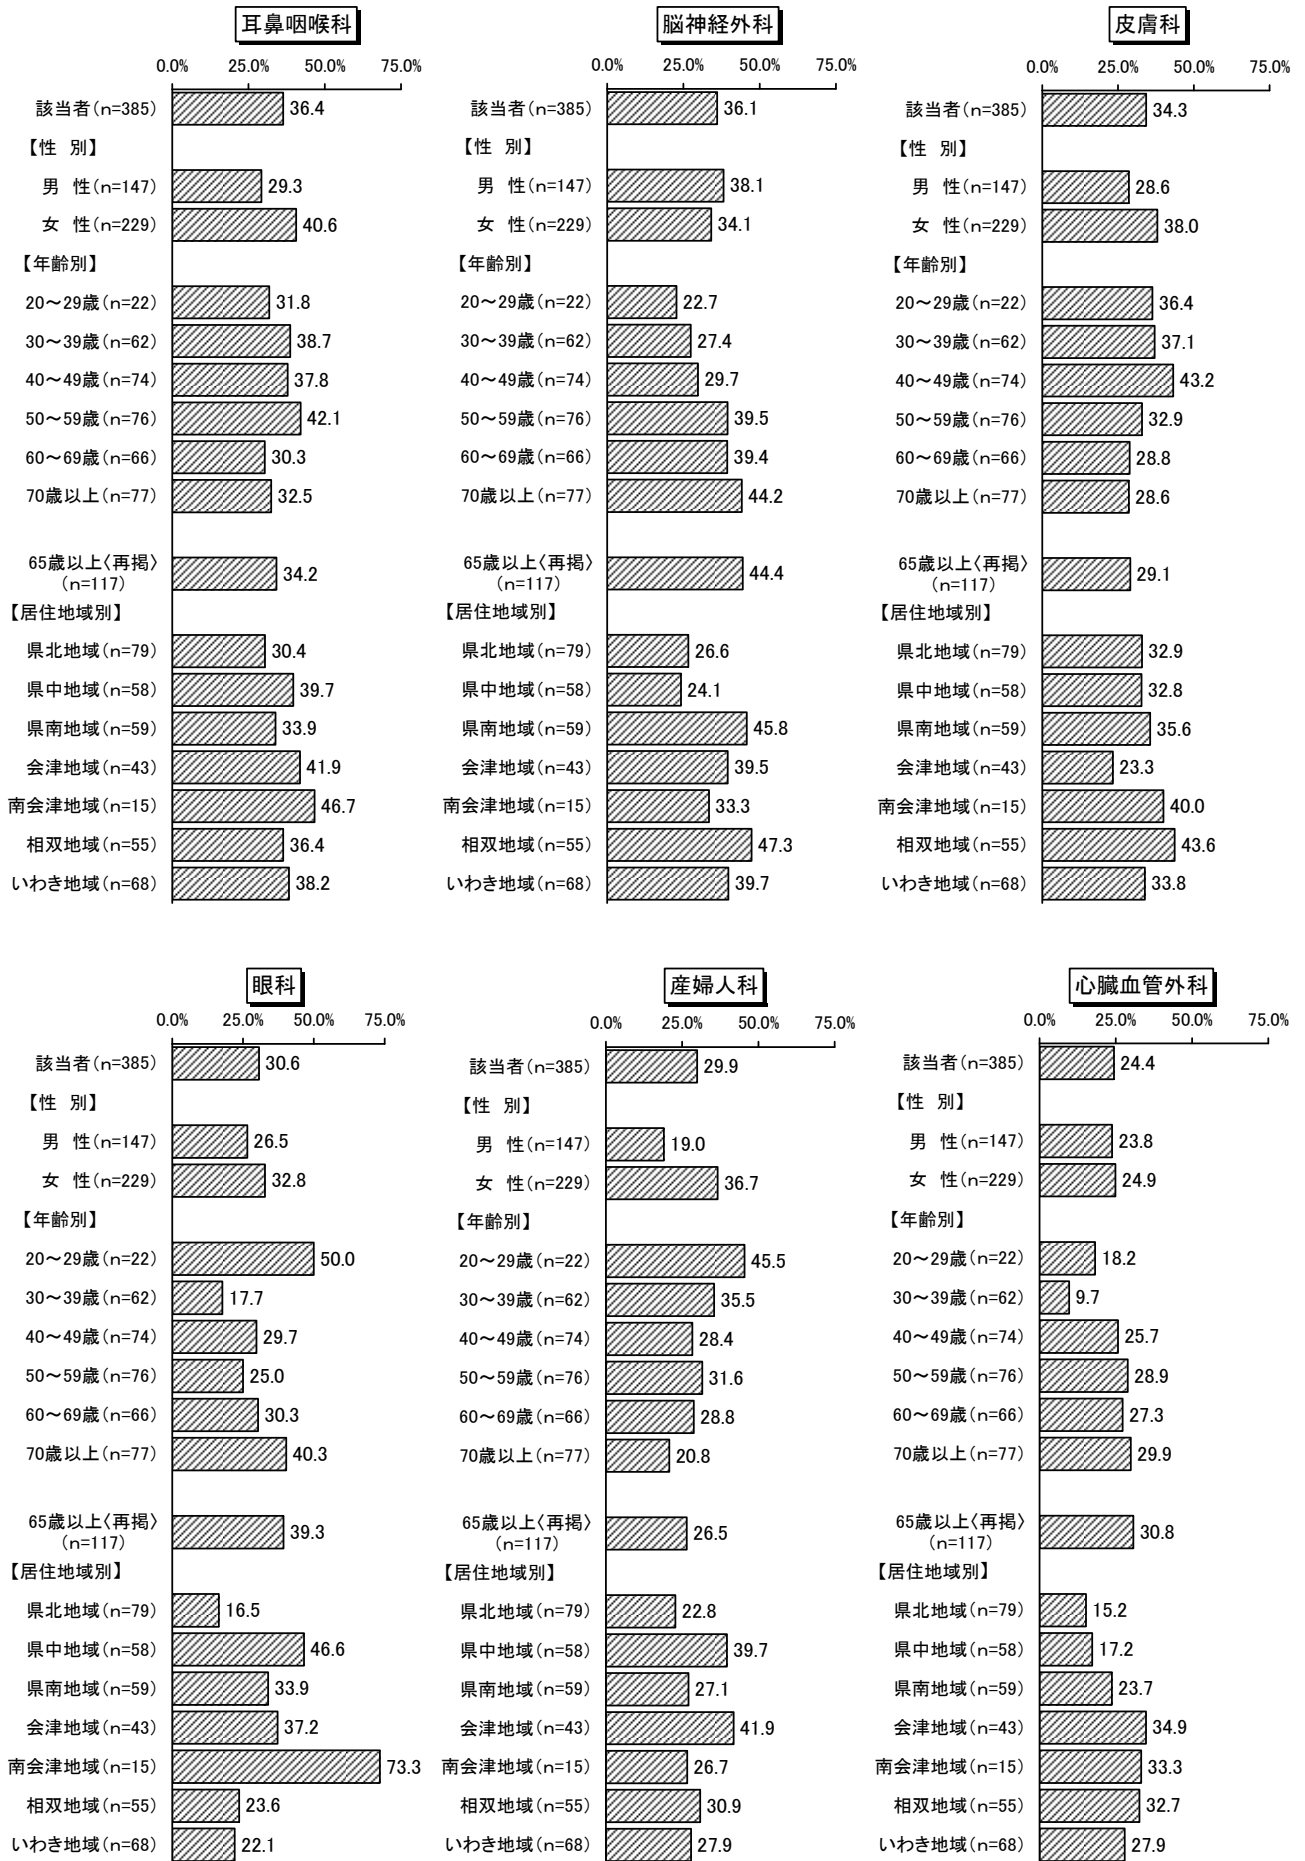 耳鼻咽喉科
0.0% 25.0% 50.0% 75.0%
該当者(n=385) 36.4
【性 別】
男 性(n=147) 29.3
女 性(n=229) 40.6
【年齢別】
20～29歳(n=22) 31.8
30～39歳(n=62) 38.7
40～49歳(n=74) 37.8
50～59歳(n=76) 42.1
60～69歳(n=66) 30.3
70歳以上(n=77) 32.5
65歳以上〈再掲〉
(n=117) 34.2
【居住地域別】
県北地域(n=79) 30.4
県中地域(n=58) 39.7
県南地域(n=59) 33.9
会津地域(n=43) 41.9
南会津地域(n=15) 46.7
相双地域(n=55) 36.4
いわき地域(n=68) 38.2
脳神経外科
0.0% 25.0% 50.0% 75.0%
該当者(n=385) 36.1
【性 別】
男 性(n=147) 38.1
女 性(n=229) 34.1
【年齢別】
20～29歳(n=22) 22.7
30～39歳(n=62) 27.4
40～49歳(n=74) 29.7
50～59歳(n=76) 39.5
60～69歳(n=66) 39.4
70歳以上(n=77) 44.2
65歳以上〈再掲〉
(n=117) 44.4
【居住地域別】
県北地域(n=79) 26.6
県中地域(n=58) 24.1
県南地域(n=59) 45.8
会津地域(n=43) 39.5
南会津地域(n=15) 33.3
相双地域(n=55) 47.3
いわき地域(n=68) 39.7
皮膚科
0.0% 25.0% 50.0% 75.0%
該当者(n=385) 34.3
【性 別】
男 性(n=147) 28.6
女 性(n=229) 38.0
【年齢別】
20～29歳(n=22) 36.4
30～39歳(n=62) 37.1
40～49歳(n=74) 43.2
50～59歳(n=76) 32.9
60～69歳(n=66) 28.8
70歳以上(n=77) 28.6
65歳以上〈再掲〉
(n=117) 29.1
【居住地域別】
県北地域(n=79) 32.9
県中地域(n=58) 32.8
県南地域(n=59) 35.6
会津地域(n=43) 23.3
南会津地域(n=15) 40.0
相双地域(n=55) 43.6
いわき地域(n=68) 33.8
眼科
0.0% 25.0% 50.0% 75.0%
該当者(n=385) 30.6
【性 別】
男 性(n=147) 26.5
女 性(n=229) 32.8
【年齢別】
20～29歳(n=22) 50.0
30～39歳(n=62) 17.7
40～49歳(n=74) 29.7
50～59歳(n=76) 25.0
60～69歳(n=66) 30.3
70歳以上(n=77) 40.3
65歳以上〈再掲〉
(n=117) 39.3
【居住地域別】
県北地域(n=79) 16.5
県中地域(n=58) 46.6
県南地域(n=59) 33.9
会津地域(n=43) 37.2
南会津地域(n=15) 73.3
相双地域(n=55) 23.6
いわき地域(n=68) 22.1
産婦人科
0.0% 25.0% 50.0% 75.0%
該当者(n=385) 29.9
【性 別】
男 性(n=147) 19.0
女 性(n=229) 36.7
【年齢別】
20～29歳(n=22) 45.5
30～39歳(n=62) 35.5
40～49歳(n=74) 28.4
50～59歳(n=76) 31.6
60～69歳(n=66) 28.8
70歳以上(n=77) 20.8
65歳以上〈再掲〉
(n=117) 26.5
【居住地域別】
県北地域(n=79) 22.8
県中地域(n=58) 39.7
県南地域(n=59) 27.1
会津地域(n=43) 41.9
南会津地域(n=15) 26.7
相双地域(n=55) 30.9
いわき地域(n=68) 27.9
心臓血管外科
0.0% 25.0% 50.0% 75.0%
該当者(n=385) 24.4
【性 別】
男 性(n=147) 23.8
女 性(n=229) 24.9
【年齢別】
20～29歳(n=22) 18.2
30～39歳(n=62) 9.7
40～49歳(n=74) 25.7
50～59歳(n=76) 28.9
60～69歳(n=66) 27.3
70歳以上(n=77) 29.9
65歳以上〈再掲〉
(n=117) 30.8
【居住地域別】
県北地域(n=79) 15.2
県中地域(n=58) 17.2
県南地域(n=59) 23.7
会津地域(n=43) 34.9
南会津地域(n=15) 33.3
相双地域(n=55) 32.7
いわき地域(n=68) 27.9